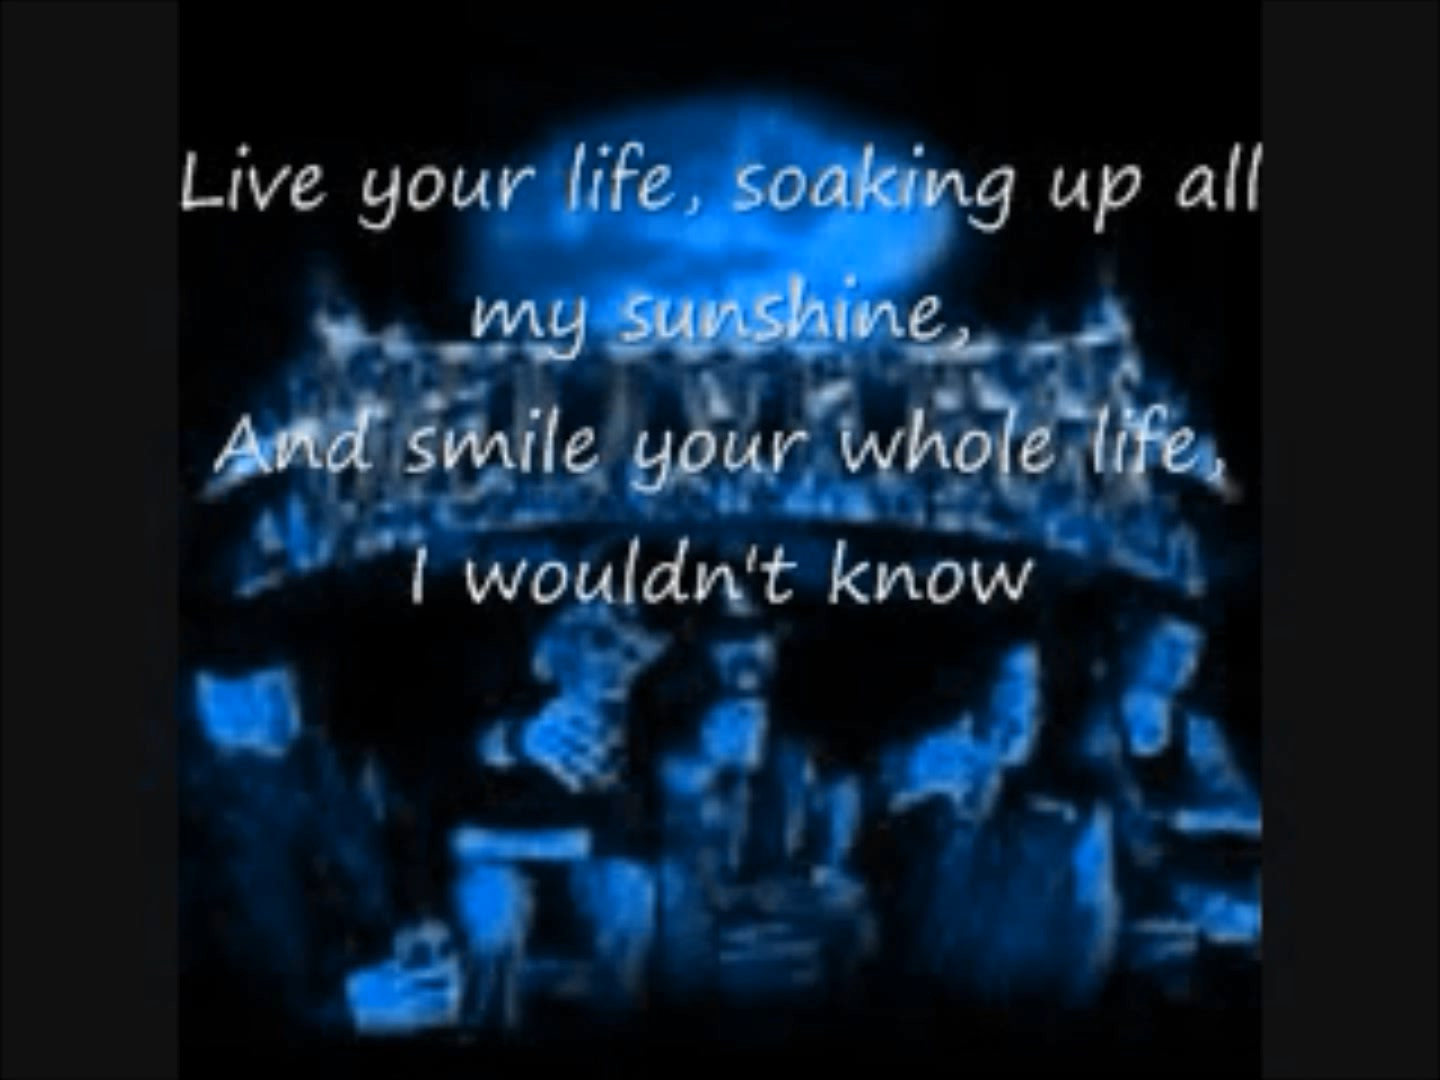 Live your life, soaking up all
my sunshine,
And smile your whole life,
I wouldn't know